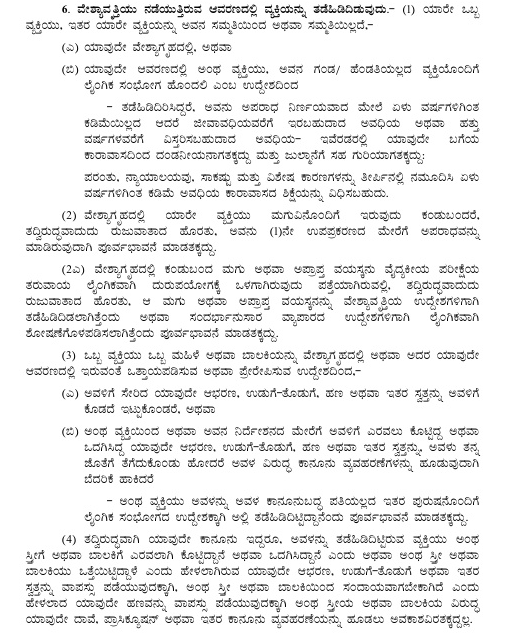 6. ವೇಶ್ಯಾವೃತ್ತಿಯು ನಡೆಯುತ್ತಿರುವ ಆವರಣದಲ್ಲಿ ವ್ಯಕ್ತಿಯನ್ನು ತಡೆಹಿಡಿದಿಡುವುದು.– (1) ಯಾರೇ ಒಬ್ಬ
ವ್ಯಕ್ತಿಯು, ಇತರ ಯಾರೇ ವ್ಯಕ್ತಿಯನ್ನು ಅವನ ಸಮ್ಮತಿಯಿಂದ ಅಥವಾ ಸಮ್ಮತಿಯಿಲ್ಲದೆ,–
(ಎ) ಯಾವುದೇ ವೇಶ್ಯಾಗೃಹದಲ್ಲಿ, ಅಥವಾ
(ಬಿ) ಯಾವುದೇ ಆವರಣದಲ್ಲಿ ಅಂಥ ವ್ಯಕ್ತಿಯು, ಅವನ ಗಂಡ/ ಹೆಂಡತಿಯಲ್ಲದ ವ್ಯಕ್ತಿಯೊಂದಿಗೆ
ಲೈಂಗಿಕ ಸಂಭೋಗ ಹೊಂದಲಿ ಎಂಬ ಉದ್ದೇಶದಿಂದ
– ತಡೆಹಿಡಿದಿರಿಸಿದ್ದರೆ, ಅವನು ಅಪರಾಧ ನಿರ್ಣಯವಾದ ಮೇಲೆ ಏಳು ವರ್ಷಗಳಿಗಿಂತ
ಕಡಿಮೆಯಿಲ್ಲದ ಆದರೆ ಜೀವಾವಧಿಯವರೆಗೆ ಇರಬಹುದಾದ ಅವಧಿಯ ಅಥವಾ ಹತ್ತು
ವರ್ಷಗಳವರೆಗೆ ವಿಸ್ತರಿಸಬಹುದಾದ ಅವಧಿಯ– ಇವೆರಡರಲ್ಲಿ ಯಾವುದೇ ಬಗೆಯ
ಕಾರಾವಾಸದಿಂದ ದಂಡನೀಯನಾಗತಕ್ಕದ್ದು ಮತ್ತು ಜುಲ್ಮಾನೆಗೆ ಸಹ ಗುರಿಯಾಗತಕ್ಕದ್ದು:
ಪರಂತು, ನ್ಯಾಯಾಲಯವು, ಸಾಕಷ್ಟು ಮತ್ತು ವಿಶೇಷ ಕಾರಣಗಳನ್ನು ತೀರ್ಪಿನಲ್ಲಿ ನಮೂದಿಸಿ ಏಳು
ವರ್ಷಗಳಿಗಿಂತ ಕಡಿಮೆ ಅವಧಿಯ ಕಾರಾವಾಸದ ಶಿಕ್ಷೆಯನ್ನು ವಿಧಿಸಬಹುದು.
(2) ವೇಶ್ಯಾಗೃಹದಲ್ಲಿ ಯಾರೇ ವ್ಯಕ್ತಿಯು ಮಗುವಿನೊಂದಿಗೆ ಇರುವುದು ಕಂಡುಬಂದರೆ,
ತದ್ವಿರುದ್ಧವಾದುದು ರುಜುವಾತಾದ ಹೊರತು, ಅವನು (1)ನೇ ಉಪಪ್ರಕರಣದ ಮೇರೆಗೆ ಅಪರಾಧವನ್ನು
ಮಾಡಿರುವುದಾಗಿ ಪೂರ್ವಭಾವನೆ ಮಾಡತಕ್ಕದ್ದು.
(2ಎ) ವೇಶ್ಯಾಗೃಹದಲ್ಲಿ ಕಂಡುಬಂದ ಮಗು ಅಥವಾ ಅಪ್ರಾಪ್ತ ವಯಸ್ಕನು ವೈದ್ಯಕೀಯ ಪರೀಕ್ಷೆಯ
ತರುವಾಯ ಲೈಂಗಿಕವಾಗಿ ದುರುಪಯೋಗಕ್ಕೆ ಒಳಗಾಗಿರುವುದು ಪತ್ತೆಯಾಗಿರುವಲ್ಲಿ, ತದ್ವಿರುದ್ಧವಾದುದು
ರುಜುವಾತಾದ ಹೊರತು, ಆ ಮಗು ಅಥವಾ ಅಪ್ರಾಪ್ತ ವಯಸ್ಕನನ್ನು ವೇಶ್ಯಾವೃತ್ತಿಯ ಉದ್ದೇಶಗಳಿಗಾಗಿ
ತಡೆಹಿಡಿದಿಡಲಾಗಿತ್ತೆಂದು ಅಥವಾ ಸಂದರ್ಭಾನುಸಾರ ವ್ಯಾಪಾರದ ಉದ್ದೇಶಗಳಿಗಾಗಿ ಲೈಂಗಿಕವಾಗಿ
ಶೋಷಣೆಗೊಳಪಡಿಸಲಾಗಿತ್ತೆಂದು ಪೂರ್ವಭಾವನೆ ಮಾಡತಕ್ಕದ್ದು.
(3) ಒಬ್ಬ ವ್ಯಕ್ತಿಯು ಒಬ್ಬ ಮಹಿಳೆ ಅಥವಾ ಬಾಲಕಿಯನ್ನು ವೇಶ್ಯಾಗೃಹದಲ್ಲಿ ಅಥವಾ ಅದರ ಯಾವುದೇ
ಆವರಣದಲ್ಲಿ ಇರುವಂತೆ ಒತ್ತಾಯಪಡಿಸುವ ಅಥವಾ ಪ್ರೇರೇಪಿಸುವ ಉದ್ದೇಶದಿಂದ,–
(ಎ) ಅವಳಿಗೆ ಸೇರಿದ ಯಾವುದೇ ಆಭರಣ, ಉಡುಗೆ-ತೊಡುಗೆ, ಹಣ ಅಥವಾ ಇತರ ಸ್ವತ್ತನ್ನು ಅವಳಿಗೆ
ಕೊಡದೆ ಇಟ್ಟುಕೊಂಡರೆ, ಅಥವಾ
(ಬಿ) ಅಂಥ ವ್ಯಕ್ತಿಯಿಂದ ಅಥವಾ ಅವನ ನಿರ್ದೇಶನದ ಮೇರೆಗೆ ಅವಳಿಗೆ ಎರವಲು ಕೊಟ್ಟಿದ್ದ ಅಥವಾ
ಒದಗಿಸಿದ್ದ ಯಾವುದೇ ಆಭರಣ, ಉಡುಗೆ-ತೊಡುಗೆ, ಹಣ ಅಥವಾ ಇತರ ಸ್ವತ್ತನ್ನು, ಅವಳು ತನ್ನ
ಜೊತೆಗೆ ತೆಗೆದುಕೊಂಡು ಹೋದರೆ ಅವಳ ವಿರುದ್ಧ ಕಾನೂನು ವ್ಯವಹರಣೆಗಳನ್ನು ಹೂಡುವುದಾಗಿ
ಬೆದರಿಕೆ ಹಾಕಿದರೆ
– ಅಂಥ ವ್ಯಕ್ತಿಯು ಅವಳನ್ನು ಅವಳ ಕಾನೂನುಬದ್ಧ ಪತಿಯಲ್ಲದ ಇತರ ಪುರುಷನೊಂದಿಗೆ
ಲೈಂಗಿಕ ಸಂಭೋಗದ ಉದ್ದೇಶಕ್ಕಾಗಿ ಅಲ್ಲಿ ತಡೆಹಿಡಿದಿಟ್ಟಿದ್ದಾನೆಂದು ಪೂರ್ವಭಾವನೆ ಮಾಡತಕ್ಕದ್ದು.
(4) ತದ್ವಿರುದ್ಧವಾಗಿ ಯಾವುದೇ ಕಾನೂನು ಇದ್ದರೂ, ಅವಳನ್ನು ತಡೆಹಿಡಿದಿಟ್ಟಿರುವ ವ್ಯಕ್ತಿಯು ಅಂಥ
ಸ್ತ್ರೀಗೆ ಅಥವಾ ಬಾಲಕಿಗೆ ಎರವಲಾಗಿ ಕೊಟ್ಟಿದ್ದಾನೆ ಅಥವಾ ಒದಗಿಸಿದ್ದಾನೆ ಎಂದು ಅಥವಾ ಅಂಥ ಸ್ತ್ರೀ ಅಥವಾ
ಬಾಲಕಿಯು ಒತ್ತೆಯಿಟ್ಟಿದ್ದಾಳೆ ಎಂದು ಹೇಳಲಾಗಿರುವ ಯಾವುದೇ ಆಭರಣ, ಉಡುಗೆ-ತೊಡುಗೆ ಅಥವಾ ಇತರ
ಸ್ವತ್ತನ್ನು ವಾಪಸ್ಸು ಪಡೆಯುವುದಕ್ಕಾಗಿ, ಅಂಥ ಸ್ತ್ರೀ ಅಥವಾ ಬಾಲಕಿಯಿಂದ ಸಂದಾಯವಾಗಬೇಕಾಗಿದೆ ಎಂದು
ಹೇಳಲಾದ ಯಾವುದೇ ಹಣವನ್ನು ವಾಪಸ್ಸು ಪಡೆಯುವುದಕ್ಕಾಗಿ ಅಂಥ ಸ್ತ್ರೀಯ ಅಥವಾ ಬಾಲಕಿಯ ವಿರುದ್ಧ
ಯಾವುದೇ ದಾವೆ, ಪ್ರಾಸಿಕ್ಯೂಷನ್ ಅಥವಾ ಇತರ ಕಾನೂನು ವ್ಯವಹರಣೆಯನ್ನು ಹೂಡಲು ಅವಕಾಶವಿರತಕ್ಕದ್ದಲ್ಲ.